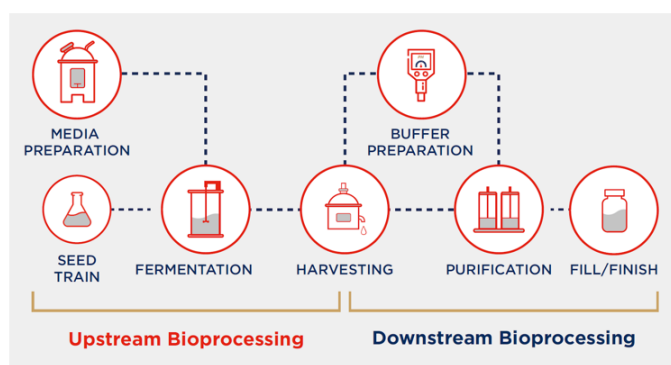 MEDIA
PREPARATION
BUFFER
PREPARATION
SEED
TRAIN
FERMENTATION
HARVESTING
PURIFICATION
FILL/FINISH
Upstream Bioprocessing
Downstream Bioprocessing